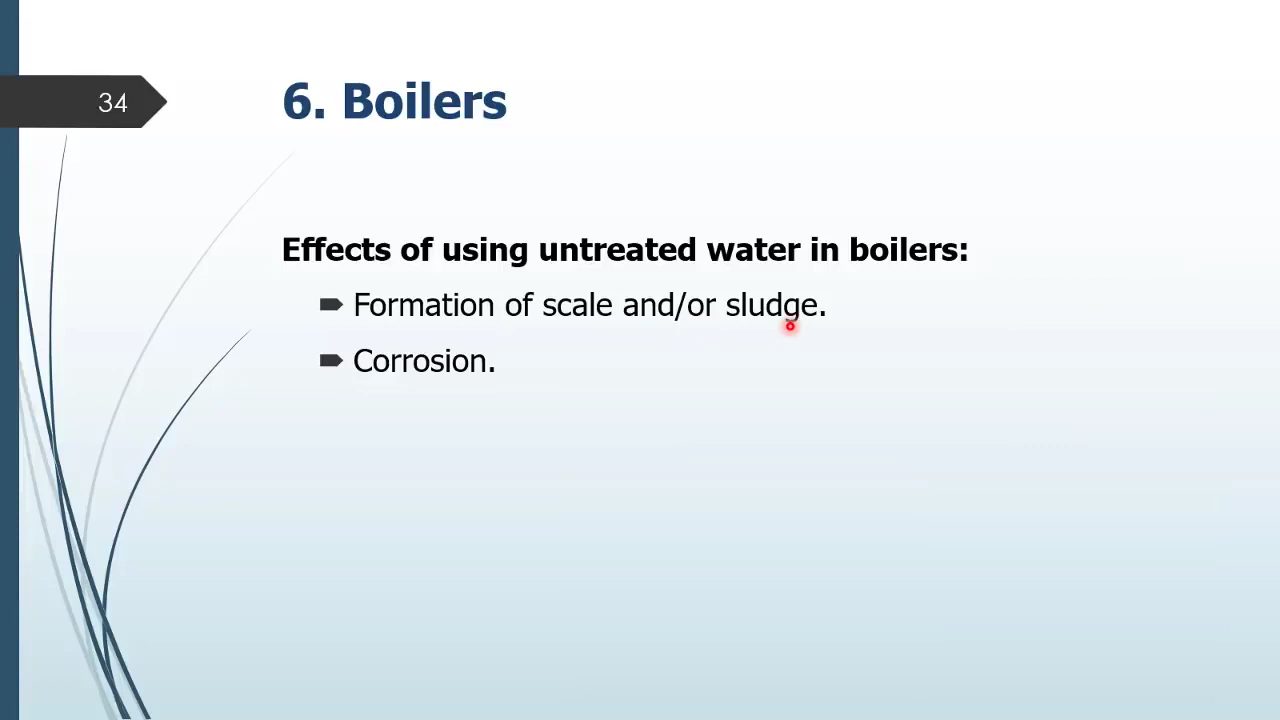 34
6. Boilers
Effects of using untreated water in boilers:
Formation of scale and/or sludge.
Corrosion.